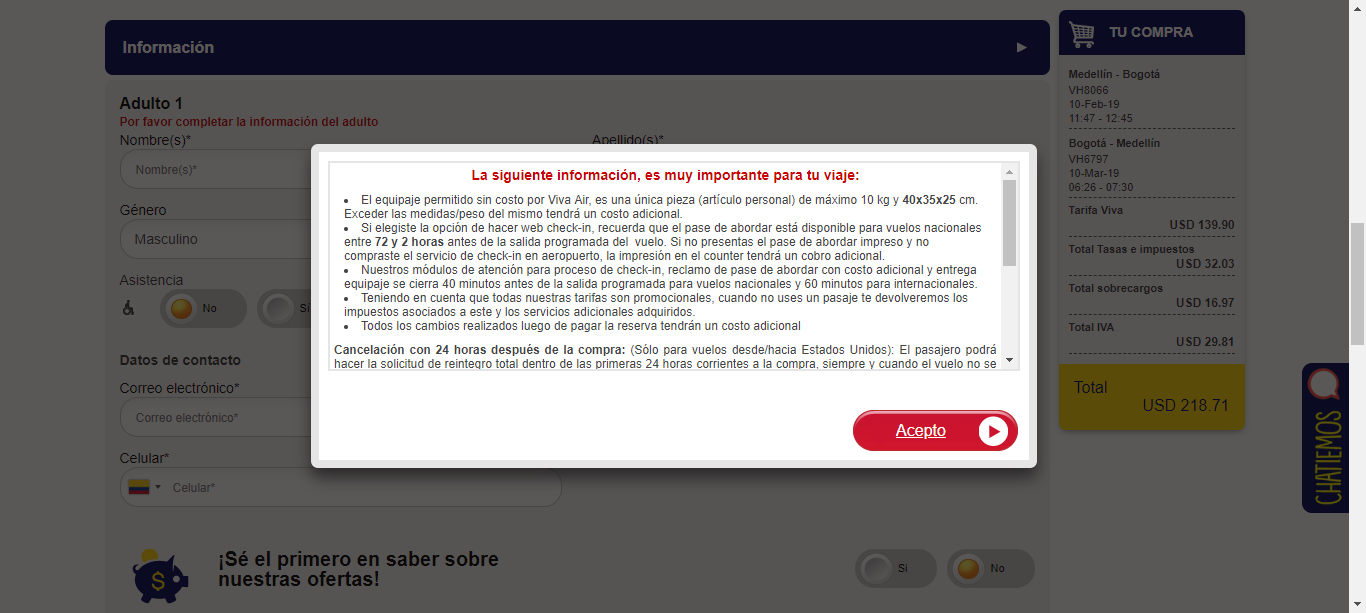 Información
TU COMPRA
Medellín - Bogotá
VH8066
10-Feb-19
11:47 - 12:45
Bogotá - Medellín
VH6797
10-Mar-19
06:26 - 07:30
Tarifa Viva
USD 139.90
Total Tasas e impuestos
USD 32.03
Total sobrecargos
USD 16.97
Total IVA
USD 29.81
Total
USD 218.71
CHATIEMOS
Adulto 1
Por favor completar la información del adulto
Nombre(s)*
Apellido(s)*
Nombre(s)*
Género
Masculino
Asistencia
No
Sí
Datos de contacto
Correo electrónico*
Correo electrónico*
Celular*
Celular*
La siguiente información, es muy importante para tu viaje:
• El equipaje permitido sin costo por Viva Air, es una única pieza (artículo personal) de máximo 10 kg y 40x35x25 cm.
Exceder las medidas/peso del mismo tendrá un costo adicional.
• Si elegiste la opción de hacer web check-in, recuerda que el pase de abordar está disponible para vuelos nacionales
entre 72 y 2 horas antes de la salida programada del vuelo. Si no presentas el pase de abordar impreso y no
compraste el servicio de check-in en aeropuerto, la impresión en el counter tendrá un cobro adicional.
• Nuestros módulos de atención para proceso de check-in, reclamo de pase de abordar con costo adicional y entrega
equipaje se cierra 40 minutos antes de la salida programada para vuelos nacionales y 60 minutos para internacionales.
• Teniendo en cuenta que todas nuestras tarifas son promocionales, cuando no uses un pasaje te devolveremos los
impuestos asociados a este y los servicios adicionales adquiridos.
• Todos los cambios realizados luego de pagar la reserva tendrán un costo adicional
Cancelación con 24 horas después de la compra: (Sólo para vuelos desde/hacia Estados Unidos): El pasajero podrá
hacer la solicitud de reintegro total dentro de las primeras 24 horas corrientes a la compra, siempre y cuando el vuelo no se
Acepto
¡Sé el primero en saber sobre
nuestras ofertas!
Si
No